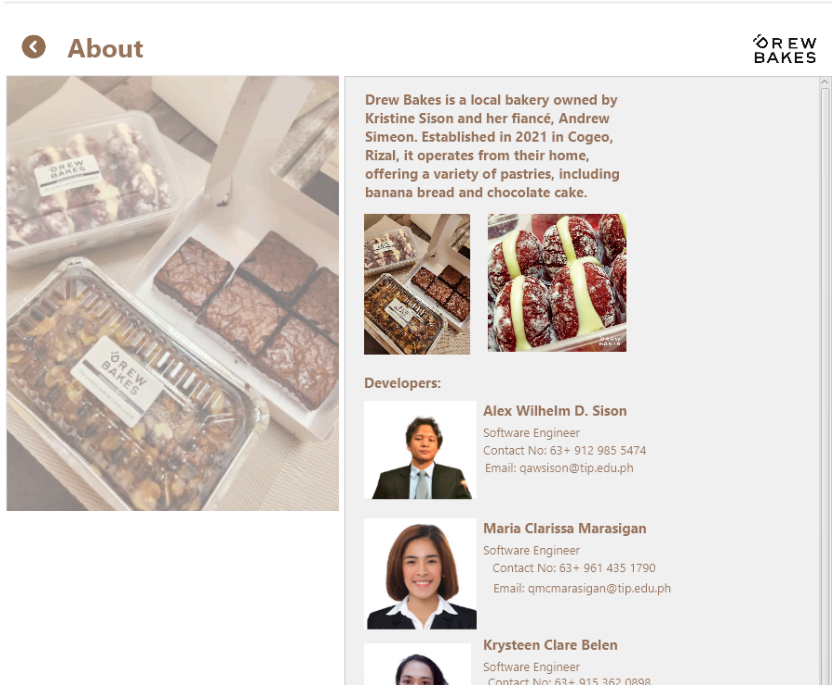 About
DREW
BAKES
Drew Bakes is a local bakery owned by
Kristine Sison and her fiancé, Andrew
Simeon. Established in 2021 in Cogeo,
Rizal, it operates from their home,
offering a variety of pastries, including
banana bread and chocolate cake.
DREW
BAKES
DREW
BAKES
Developers:
Alex Wilhelm D. Sison
Software Engineer
Contact No: 63+ 912 985 5474
Email: qawsison@tip.edu.ph
Maria Clarissa Marasigan
Software Engineer
Contact No: 63+ 961 435 1790
Email: qmcmarasigan@tip.edu.ph
Krysteen Clare Belen
Software Engineer
Contact No: 63+ 915 362 0898